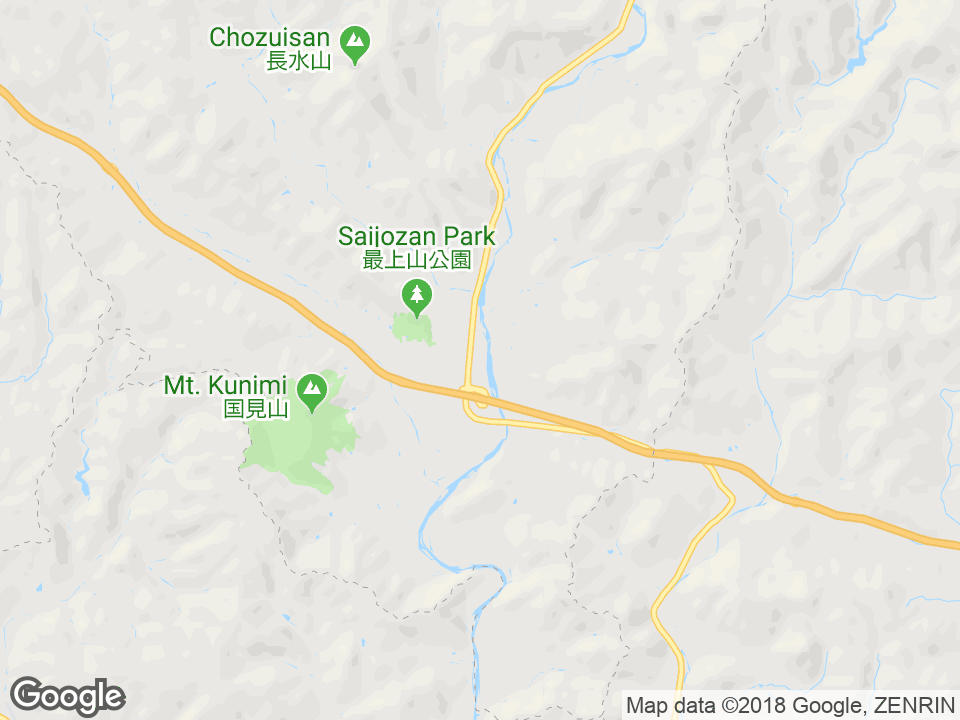 Chozuisan
長水山
Saijozan Park
最上山公園
Mt. Kunimi
国見山
Google
Map data ©2018 Google, ZENRIN